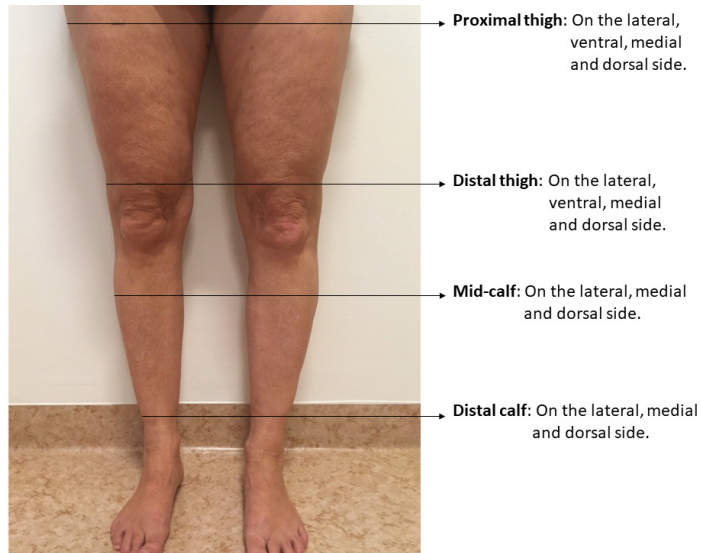 Proximal thigh: On the lateral,
ventral, medial
and dorsal side.
Distal thigh: On the lateral,
ventral, medial
and dorsal side.
Mid-calf: On the lateral, medial
and dorsal side.
Distal calf: On the lateral, medial
and dorsal side.